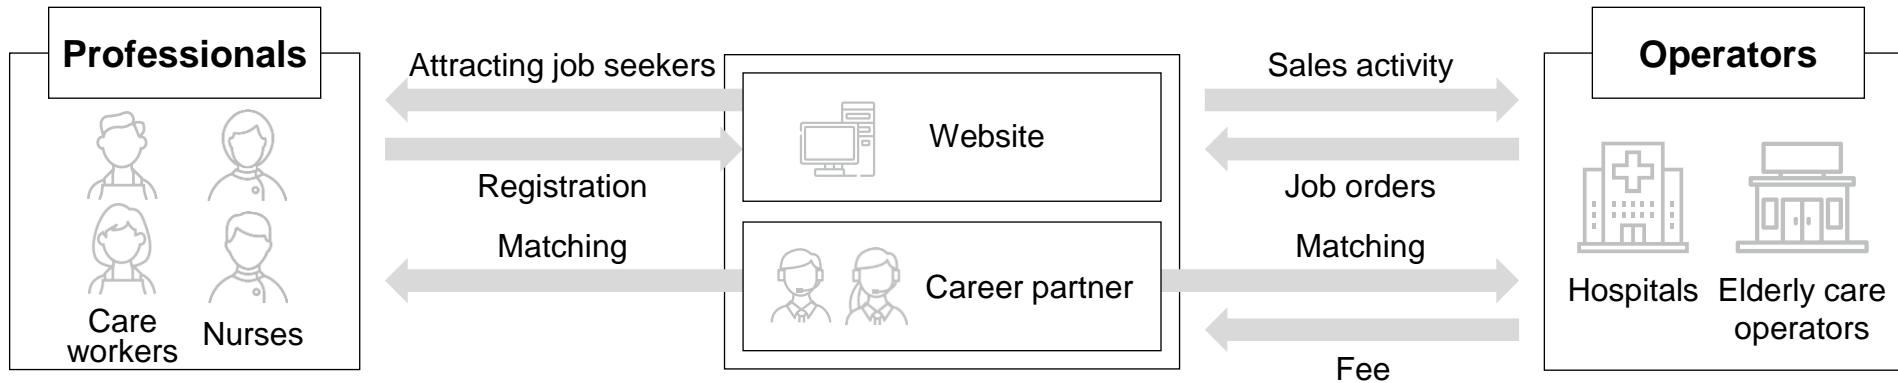 Professionals
Care
workers
Nurses
Attracting job seekers
Registration
Matching
Website
Career partner
Sales activity
Job orders
Matching
Fee
Operators
Hospitals
Elderly care
operators